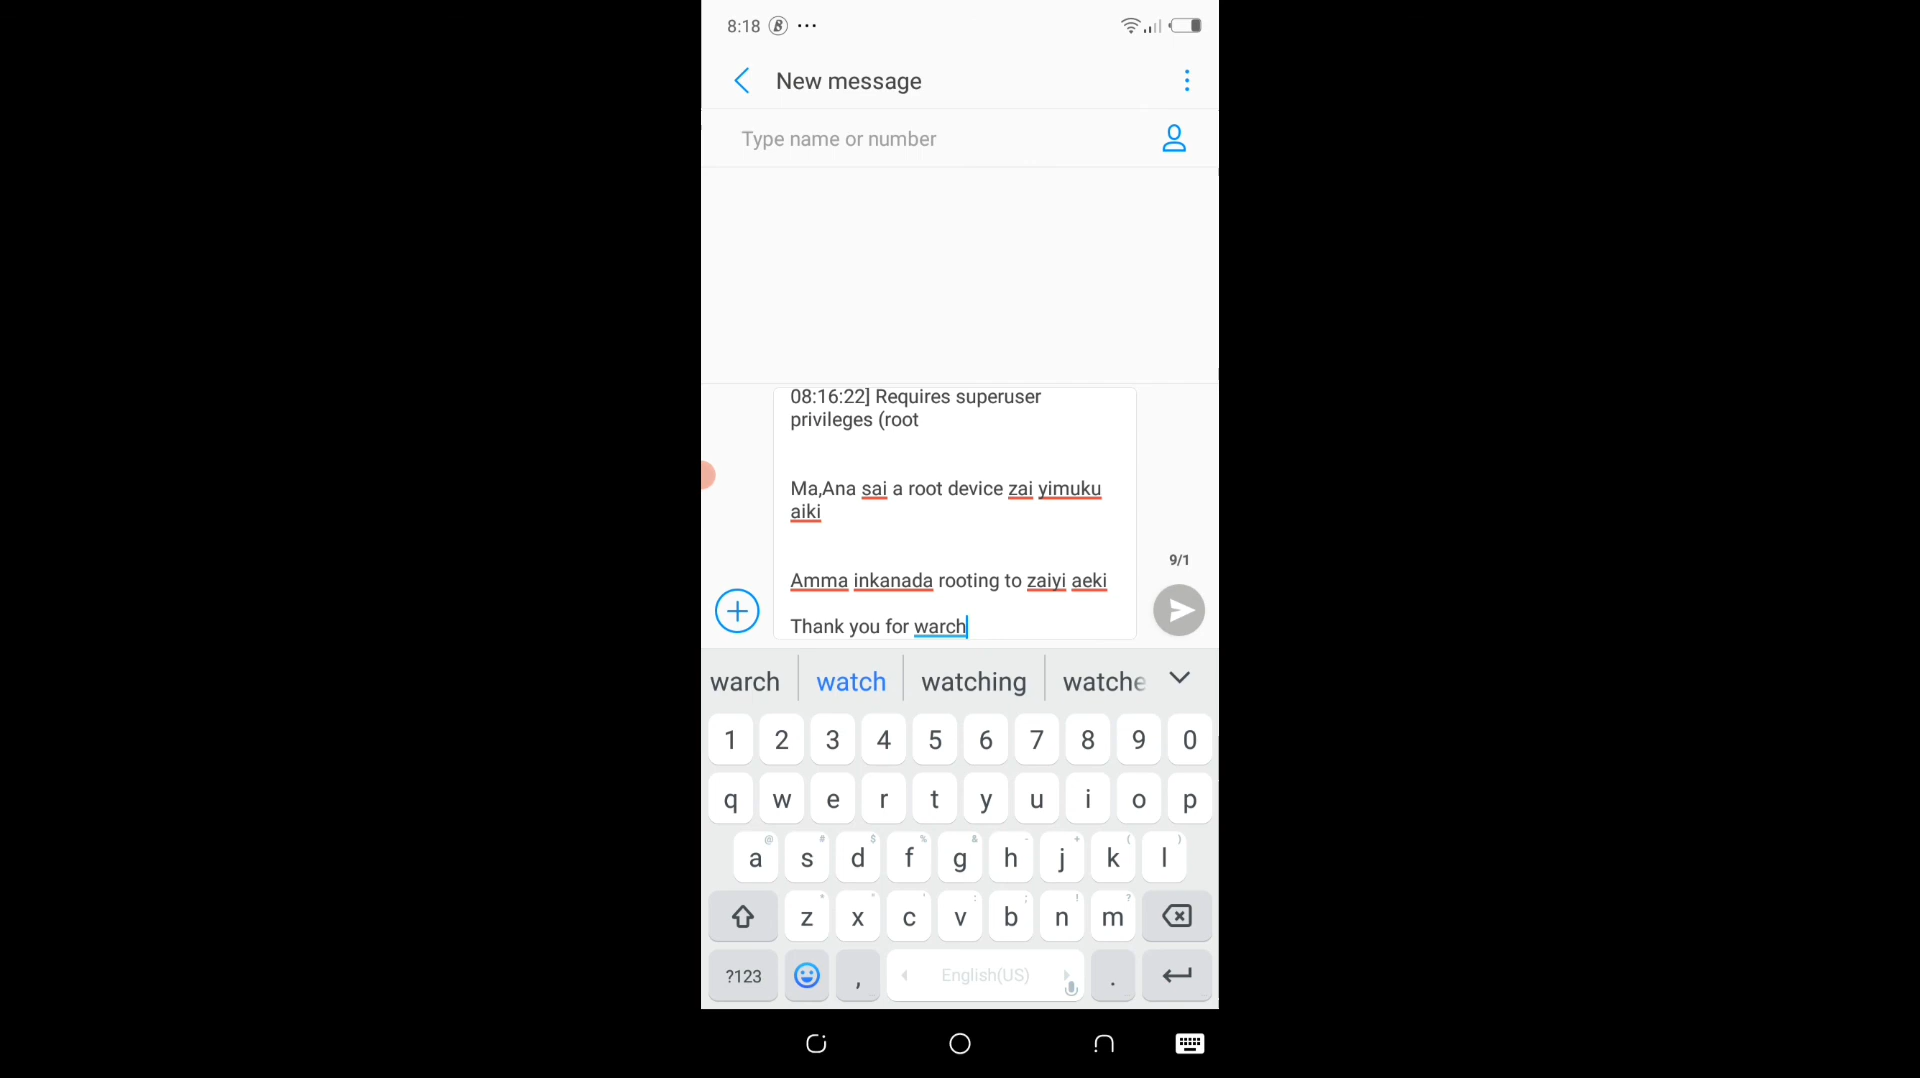 8:18
New message
Type name or number
08:16:22] Requires superuser
privileges (root
Ma,Ana sai a root device zai yimuku
aiki
Amma inkanada rooting to zaiyi aeki
9/1
Thank you for warch
warch watch watching watche
1 2 3 4 5 6 7 8 9 0
q w e r t y u i o p
@ # $ % & - + ( )
a s d f g h j k l
* " ' : ; ! ?
z x c v b n m
?123 , English(US) .